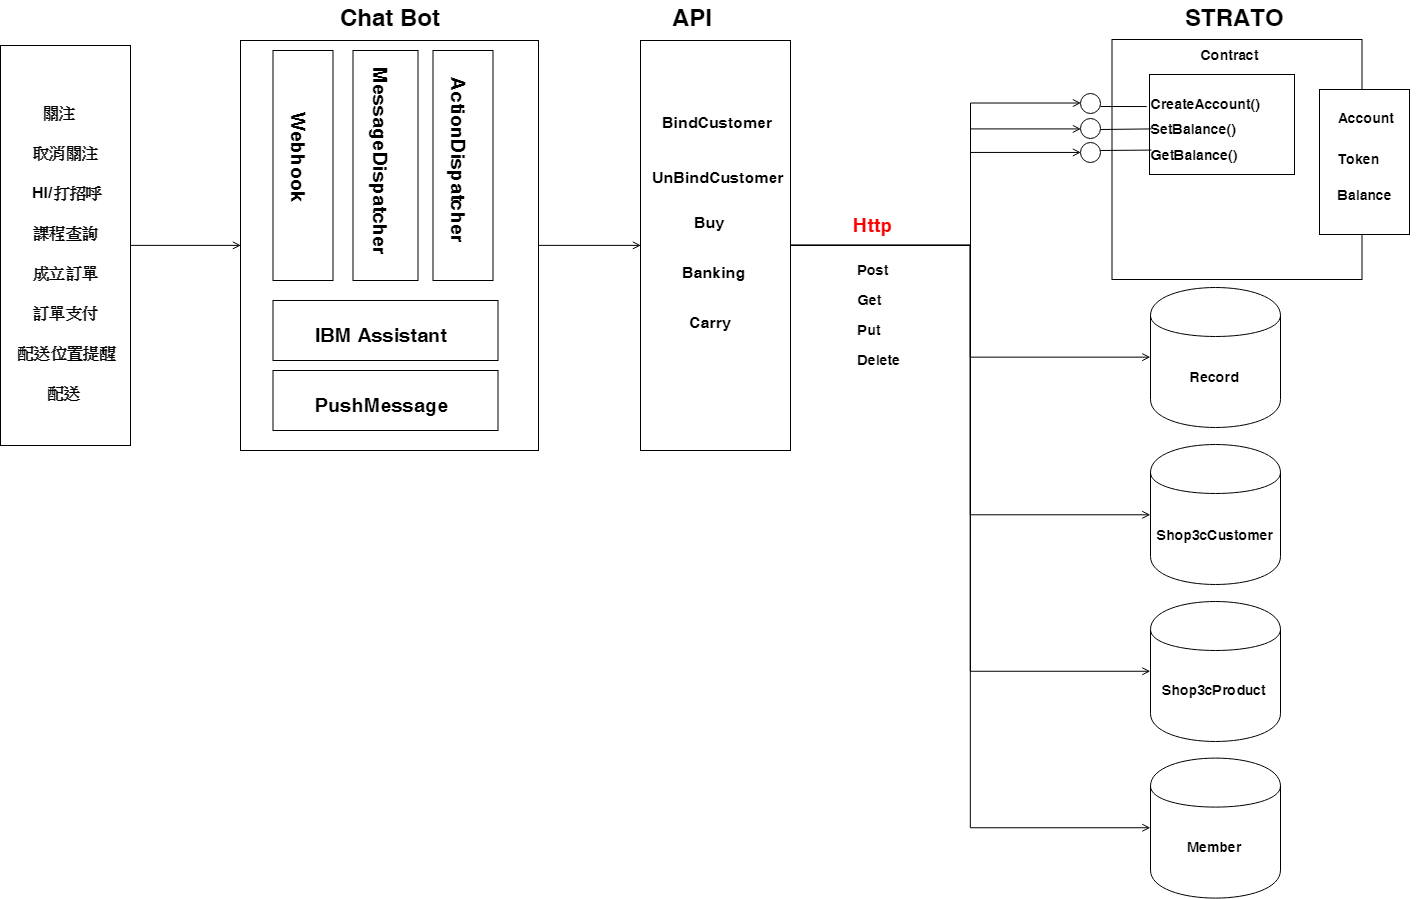 Chat Bot
API
STRATO
關注
取消關注
HI/打招呼
課程查詢
成立訂單
訂單支付
配送位置提醒
配送
Webhook
MessageDispatcher
ActionDispatcher
IBM Assistant
PushMessage
BindCustomer
UnBindCustomer
Buy
Banking
Carry
Http
Post
Get
Put
Delete
Contract
CreateAccount()
SetBalance()
GetBalance()
Account
Token
Balance
Record
Shop3cCustomer
Shop3cProduct
Member